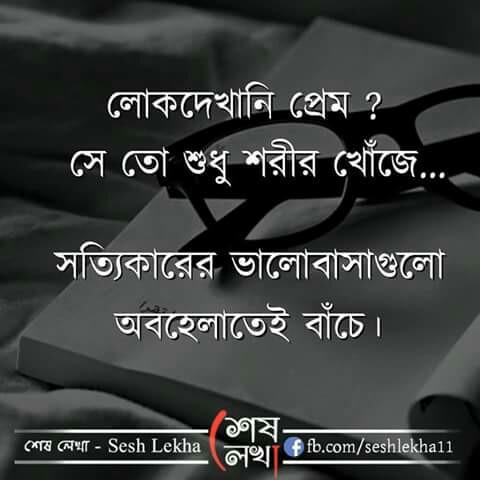 লোকদেখানি প্রেম ?
সে তো শুধু শরীর খোঁজে...
সত্যিকারের ভালোবাসাগুলো
অবহেলাতেই বাঁচে।
শেষ লেখা - Sesh Lekha
শেষ
লেখা
fb.com/seshlekha11